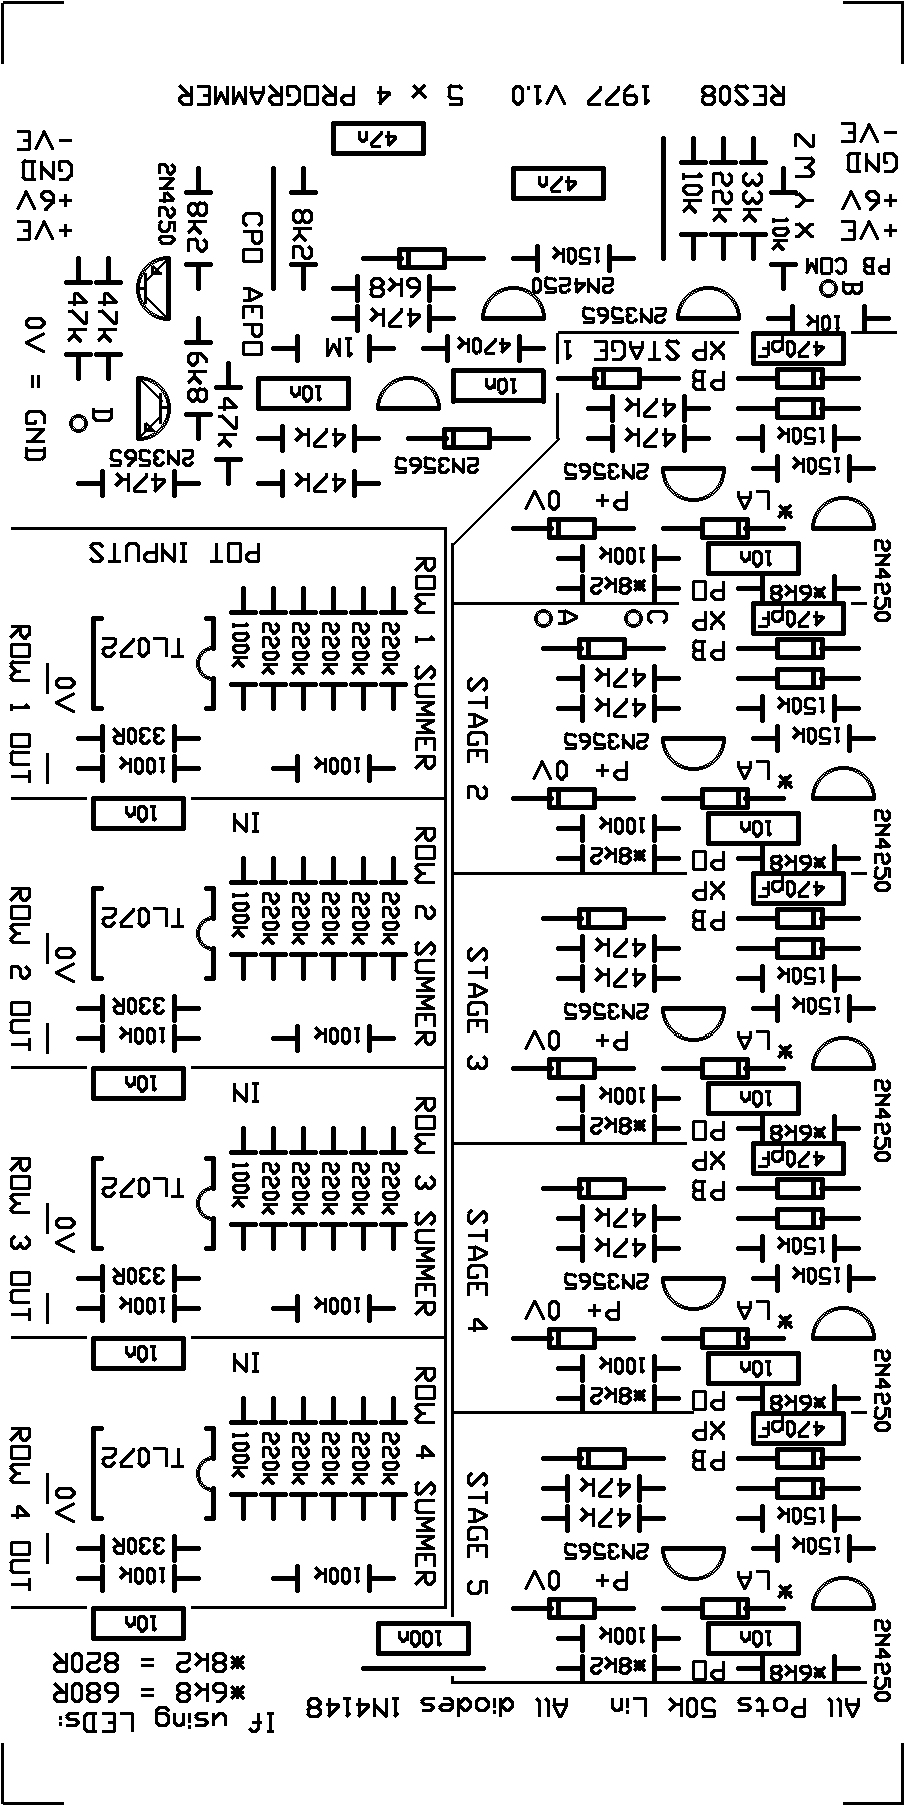 RES08 1977 V1.0 5 x 4 PROGRAMMER
-VE
GND
+6V
+VE
-VE
GND
+6V
+VE
Z M Y X
PB COM
B
47n
47n
10k
22k
33k
10k
10k
2N4250
8k2
CPO AEPO
8k2
150k
2N4250
6k8
47k
2N3565
1M
470k
47k
47k
0V = GND
6k8
47k
10n
10n
D
2N3565
47k
47k
47k
2N3565
STAGE 1
XP
470pF
PB
47k
47k
150k
150k
2N3565
0V
P+
LA
*
100k
10n
*8k2
PO
*6k8
2N4250
A
C
STAGE 2
XP
470pF
PB
47k
47k
150k
150k
2N3565
0V
P+
LA
*
100k
10n
*8k2
PO
*6k8
2N4250
STAGE 3
XP
470pF
PB
47k
47k
150k
150k
2N3565
0V
P+
LA
*
100k
10n
*8k2
PO
*6k8
2N4250
STAGE 4
XP
470pF
PB
47k
47k
150k
150k
2N3565
0V
P+
LA
*
100k
10n
*8k2
PO
*6k8
2N4250
STAGE 5
XP
470pF
PB
47k
47k
150k
150k
2N3565
0V
P+
LA
*
100k
10n
*8k2
PO
*6k8
2N4250
POT INPUTS
ROW 1 SUMMER
100k
220k
220k
220k
220k
220k
TL072
ROW 1 OUT
0V
330R
100k
100k
10n
IN
ROW 2 SUMMER
100k
220k
220k
220k
220k
220k
TL072
ROW 2 OUT
0V
330R
100k
100k
10n
IN
ROW 3 SUMMER
100k
220k
220k
220k
220k
220k
TL072
ROW 3 OUT
0V
330R
100k
100k
10n
IN
ROW 4 SUMMER
100k
220k
220k
220k
220k
220k
TL072
ROW 4 OUT
0V
330R
100k
100k
10n
100n
All Pots 50k Lin All diodes 1N4148
If using LEDs:
*6k8 = 680R
*8k2 = 820R